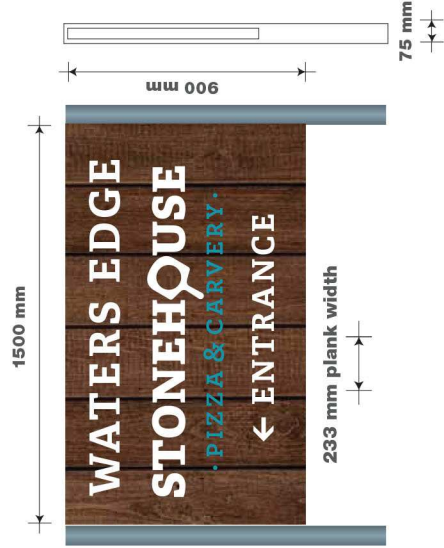 1500 mm
WATERS EDGE
STONEHOUSE
· PIZZA & CARVERY ·
← ENTRANCE
900 mm
233 mm plank width
75 mm